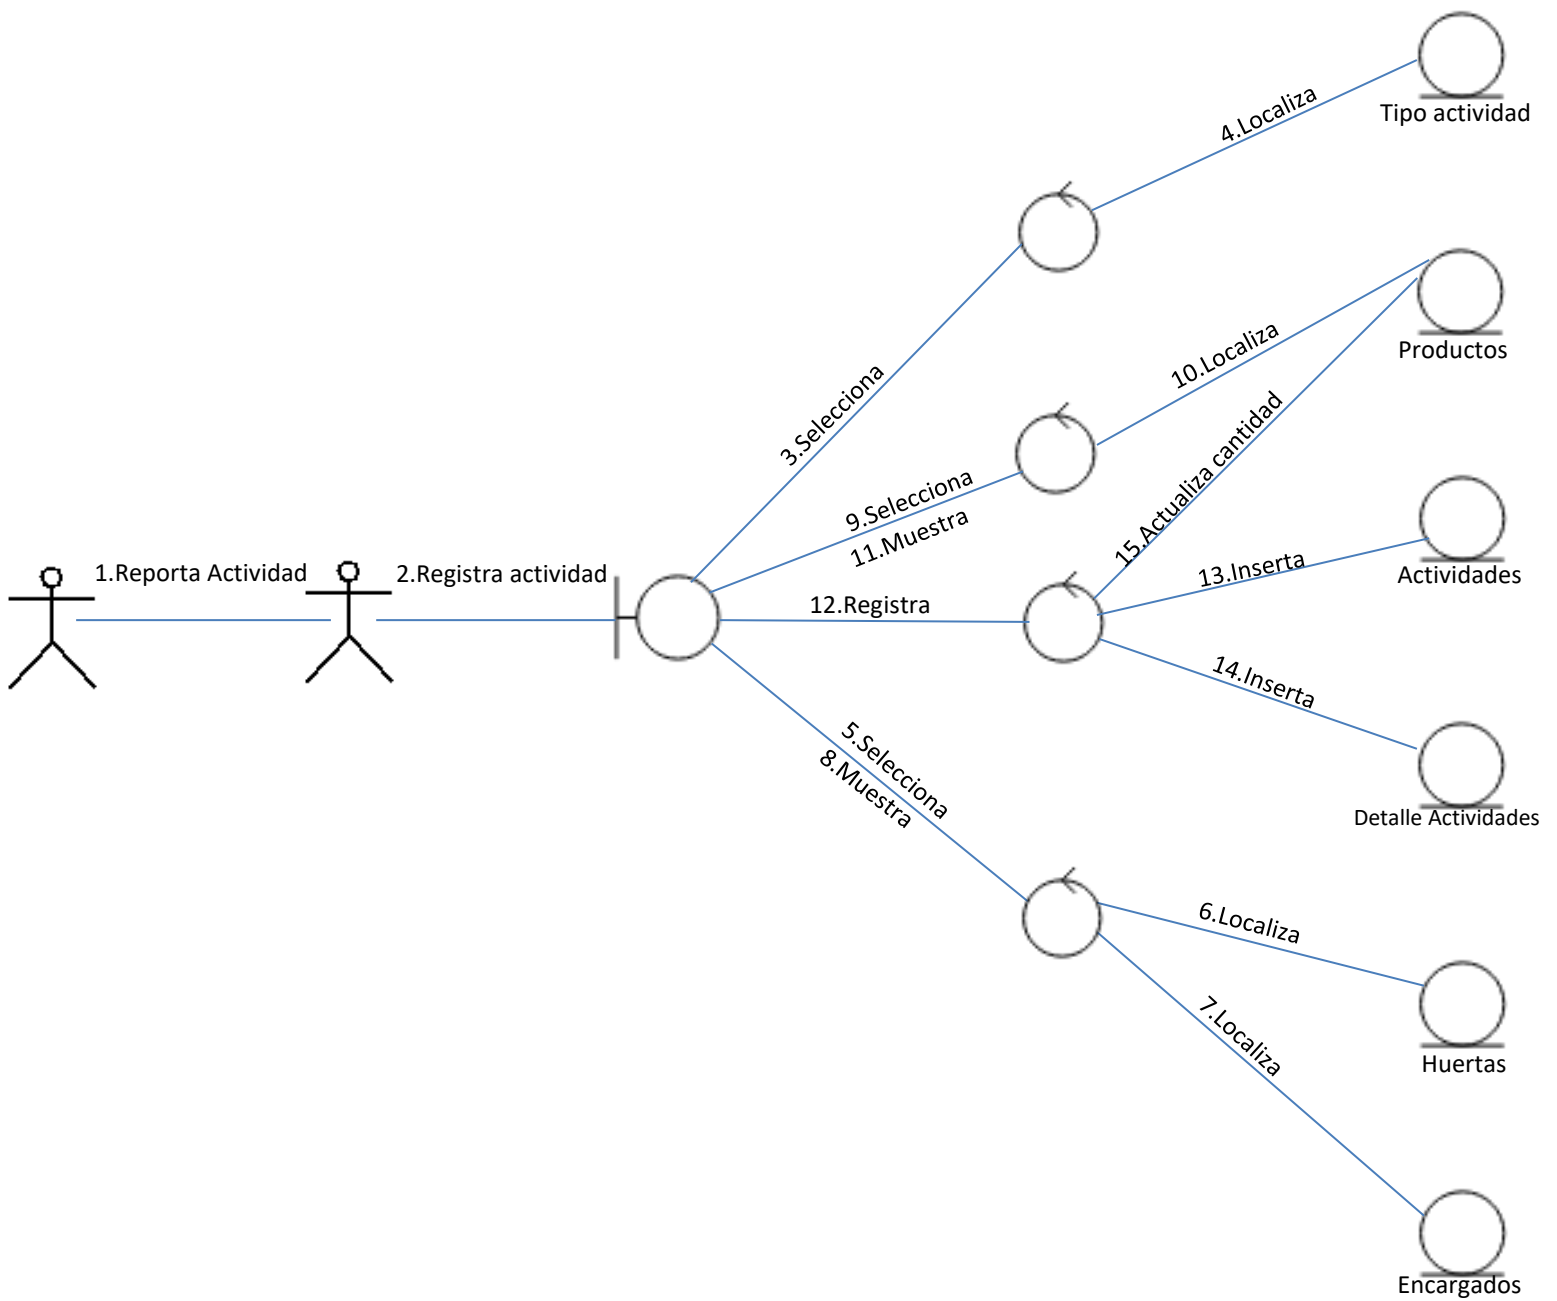 4.Localiza
Tipo actividad
10.Localiza
Productos
3.Selecciona
9.Selecciona
11.Muestra
15.Actualiza cantidad
1.Reporta Actividad
2.Registra actividad
12.Registra
13.Inserta
Actividades
14.Inserta
5.Selecciona
8.Muestra
Detalle Actividades
6.Localiza
7.Localiza
Huertas
Encargados